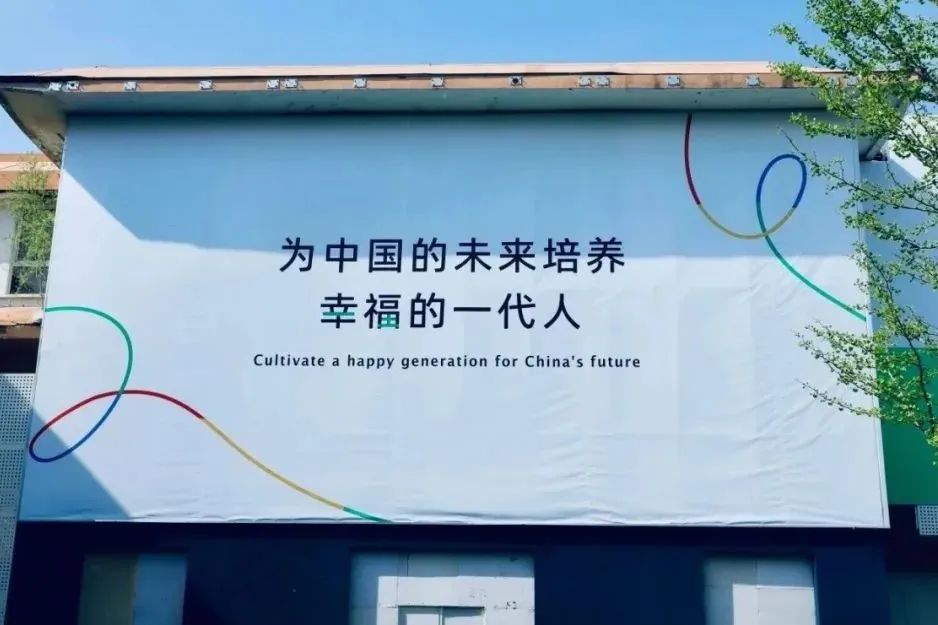 为中国的未来培养
幸福的一代人
Cultivate a happy generation for China's future